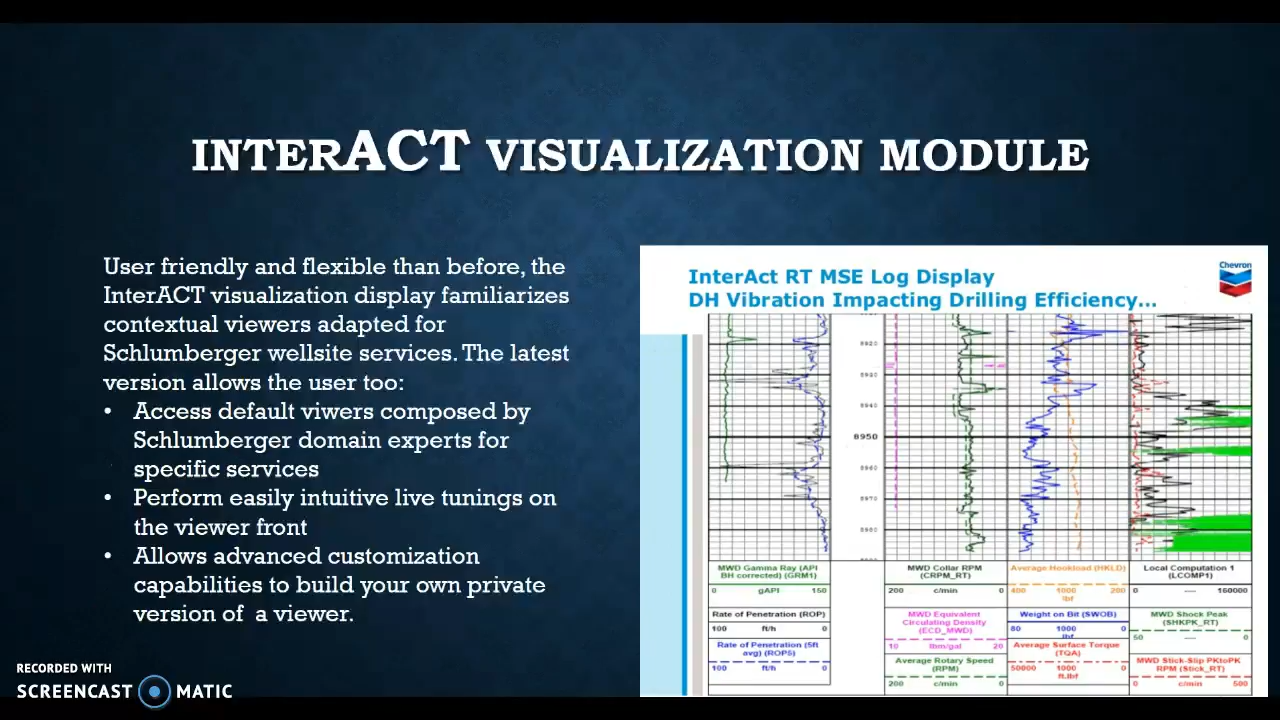 INTERACT VISUALIZATION MODULE
User friendly and flexible than before, the
InterACT visualization display familiarizes
contextual viewers adapted for
Schlumberger wellsite services. The latest
version allows the user too:
• Access default viwers composed by
Schlumberger domain experts for
specific services
• Perform easily intuitive live tunings on
the viewer front
• Allows advanced customization
capabilities to build your own private
version of a viewer.
InterAct RT MSE Log Display
DH Vibration Impacting Drilling Efficiency...
Chevron
8920
8930
8940
8950
8960
8970
8980
MWD Gamma Ray (API
BH corrected) (GRM1)
0 gAPI 150
Rate of Penetration (ROP)
100 ft/h 0
Rate of Penetration (5ft
avg) (ROP5)
100 ft/h 0
MWD Collar RPM
(CRPM_RT)
200 c/min 0
MWD Equivalent
Circulating Density
(ECD_MWD)
10 lbm/gal 20
Average Rotary Speed
(RPM)
200 c/min 0
Average Hookload (HKLD)
400 1000 200
lbf
Weight on Bit (SWOB)
80 1000 0
lbf
Average Surface Torque
(TQA)
50000 1000 0
ft.lbf
Local Computation 1
(LCOMP1)
0 ---- 160000
MWD Shock Peak
(SHKPK_RT)
50 ---- 0
MWD Stick-Slip PKtoPK
RPM (Stick_RT)
0 c/min 500
RECORDED WITH
SCREENCAST MATIC